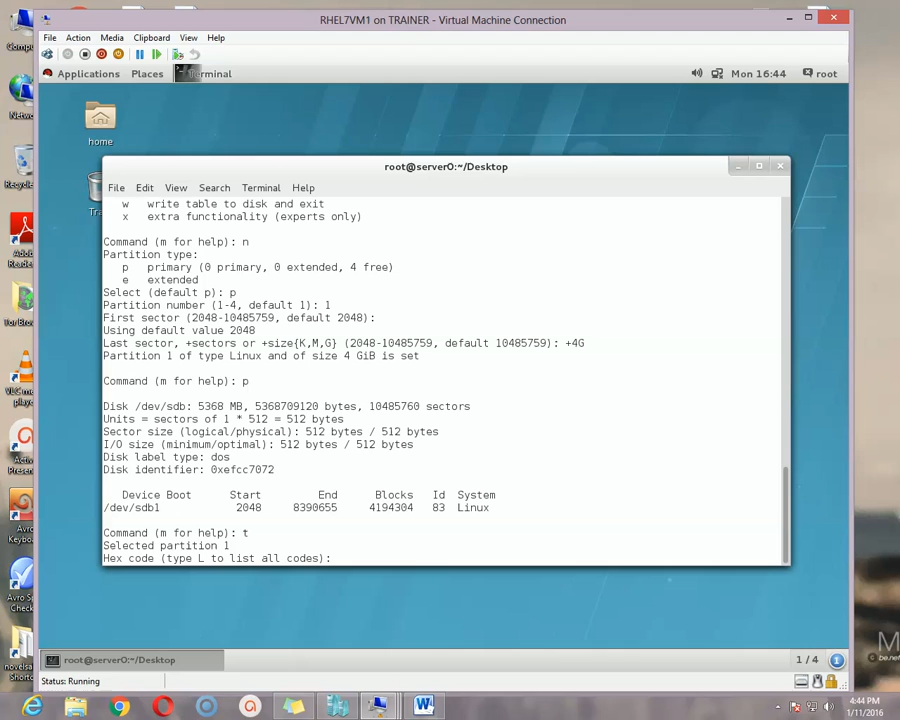 RHEL7VM1 on TRAINER - Virtual Machine Connection
File Action Media Clipboard View Help
Applications Places Terminal Mon 16:44 root
home
root@server0:~/Desktop
File Edit View Search Terminal Help
w write table to disk and exit
x extra functionality (experts only)
Command (m for help): n
Partition type:
p primary (0 primary, 0 extended, 4 free)
e extended
Select (default p): p
Partition number (1-4, default 1): 1
First sector (2048-10485759, default 2048):
Using default value 2048
Last sector, +sectors or +size{K,M,G} (2048-10485759, default 10485759): +4G
Partition 1 of type Linux and of size 4 GiB is set
Command (m for help): p
Disk /dev/sdb: 5368 MB, 5368709120 bytes, 10485760 sectors
Units = sectors of 1 * 512 = 512 bytes
Sector size (logical/physical): 512 bytes / 512 bytes
I/O size (minimum/optimal): 512 bytes / 512 bytes
Disk label type: dos
Disk identifier: 0xefcc7072
Device Boot Start End Blocks Id System
/dev/sdb1 2048 8390655 4194304 83 Linux
Command (m for help): t
Selected partition 1
Hex code (type L to list all codes):
root@server0:~/Desktop
1 / 4
Status: Running
4:44 PM
1/11/2016